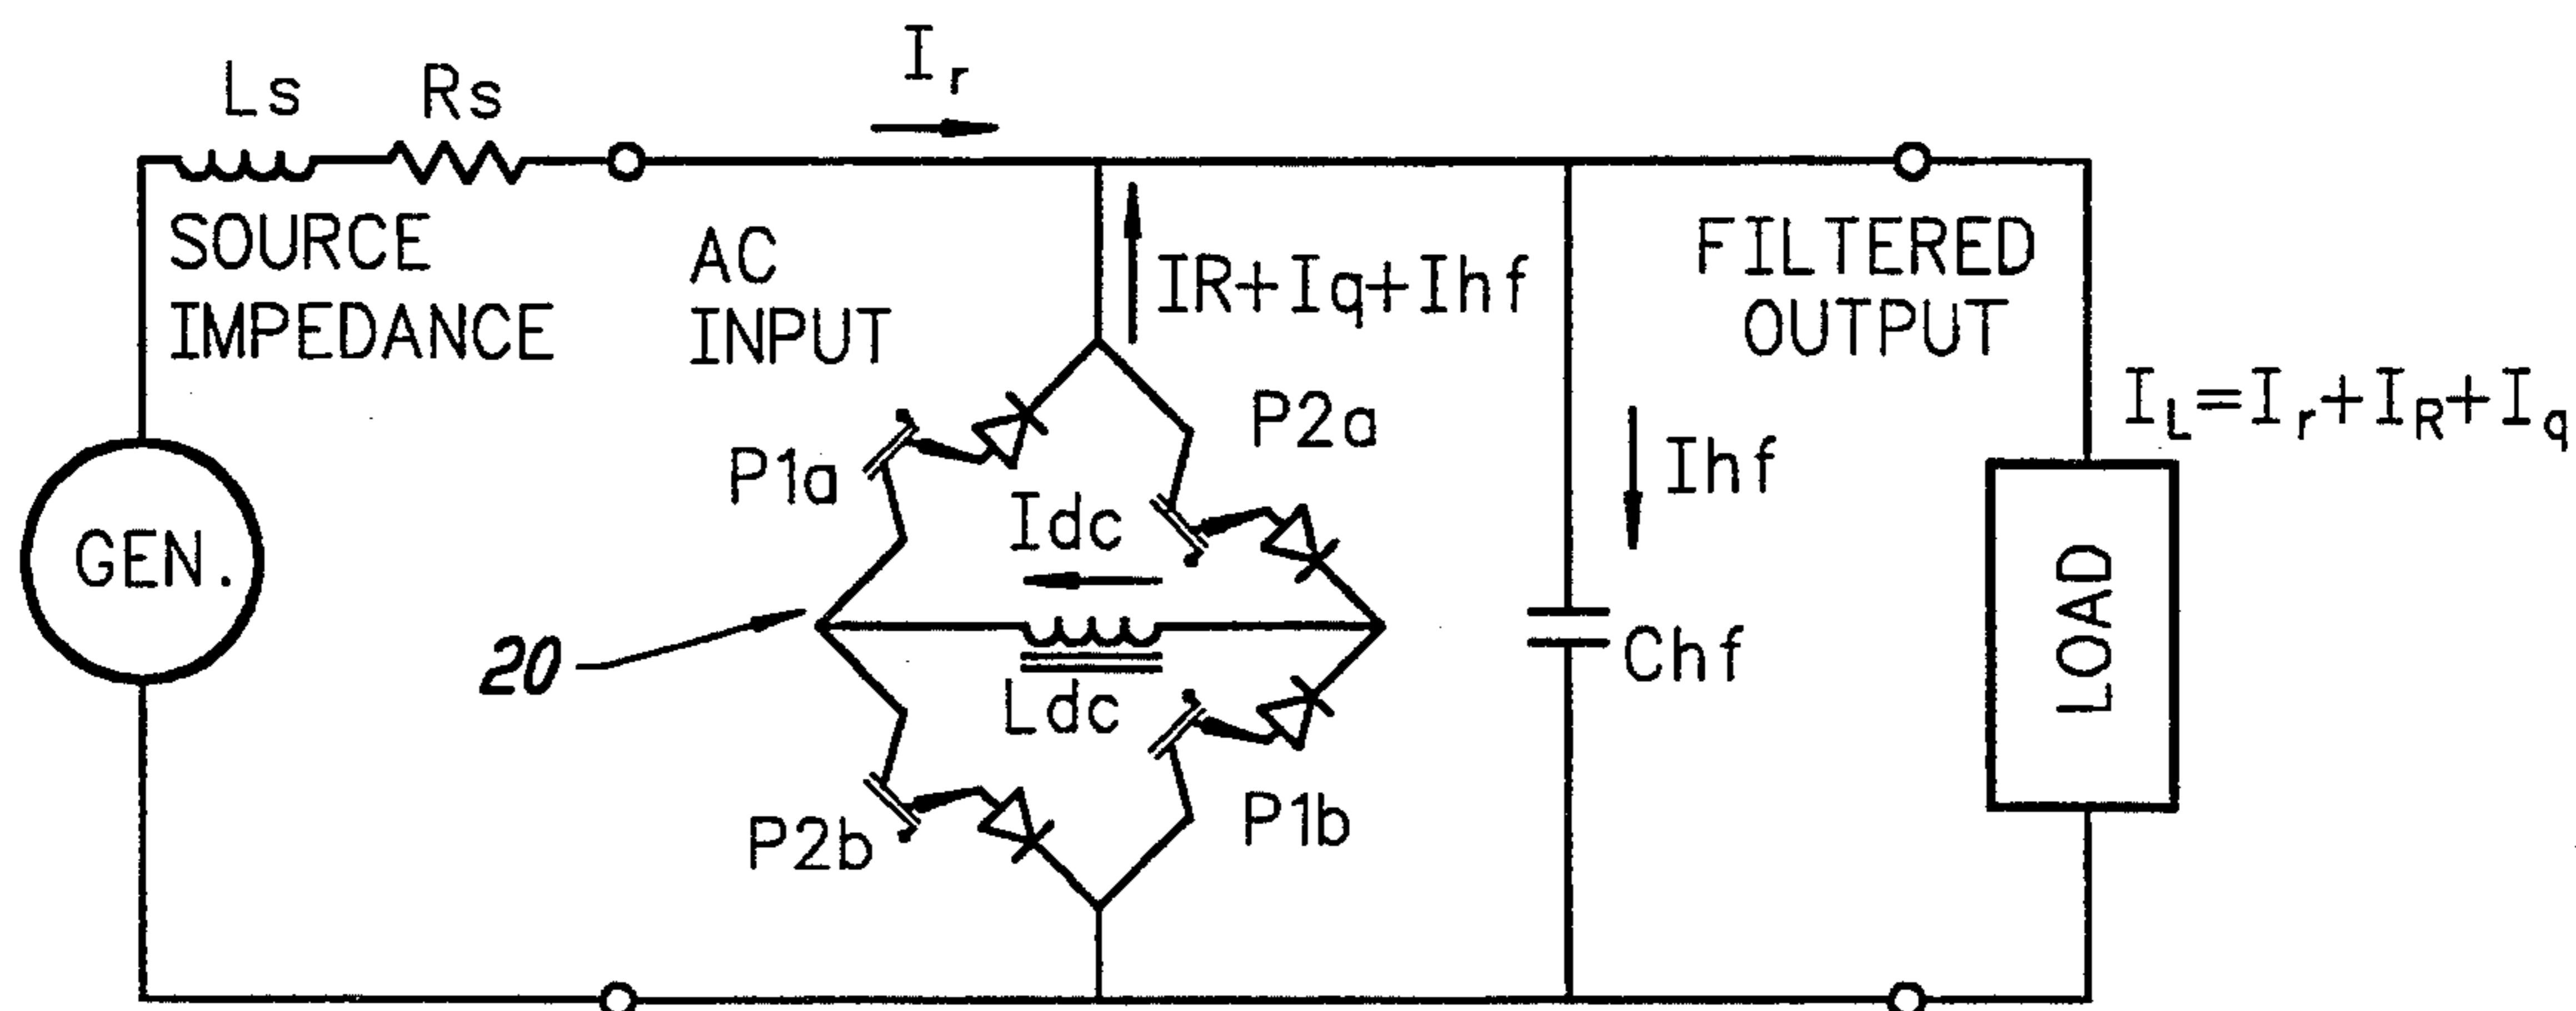 Ls
Rs
Ir
SOURCE
IMPEDANCE
AC
INPUT
IR+Iq+Ihf
FILTERED
OUTPUT
P1a
P2a
IL=Ir+IR+Iq
Idc
Ihf
GEN.
20
Ldc
Chf
LOAD
P2b
P1b